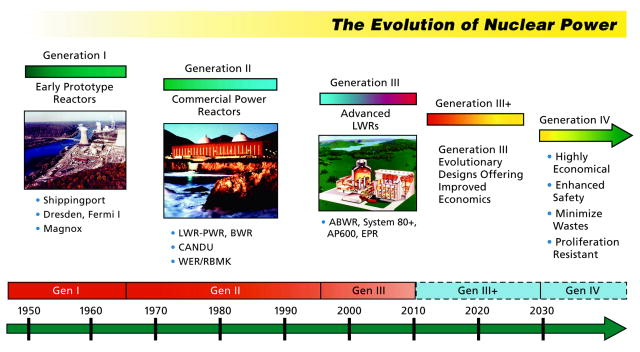 The Evolution of Nuclear Power
Generation I
Early Prototype
Reactors
Shippingport
Dresden, Fermi I
Magnox
Generation II
Commercial Power
Reactors
LWR-PWR, BWR
CANDU
WER/RBMK
Generation III
Advanced
LWRs
ABWR, System 80+,
AP600, EPR
Generation III+
Generation III
Evolutionary
Designs Offering
Improved
Economics
Generation IV
Highly
Economical
Enhanced
Safety
Minimize
Wastes
Proliferation
Resistant
Gen I Gen II Gen III Gen III+ Gen IV
1950 1960 1970 1980 1990 2000 2010 2020 2030